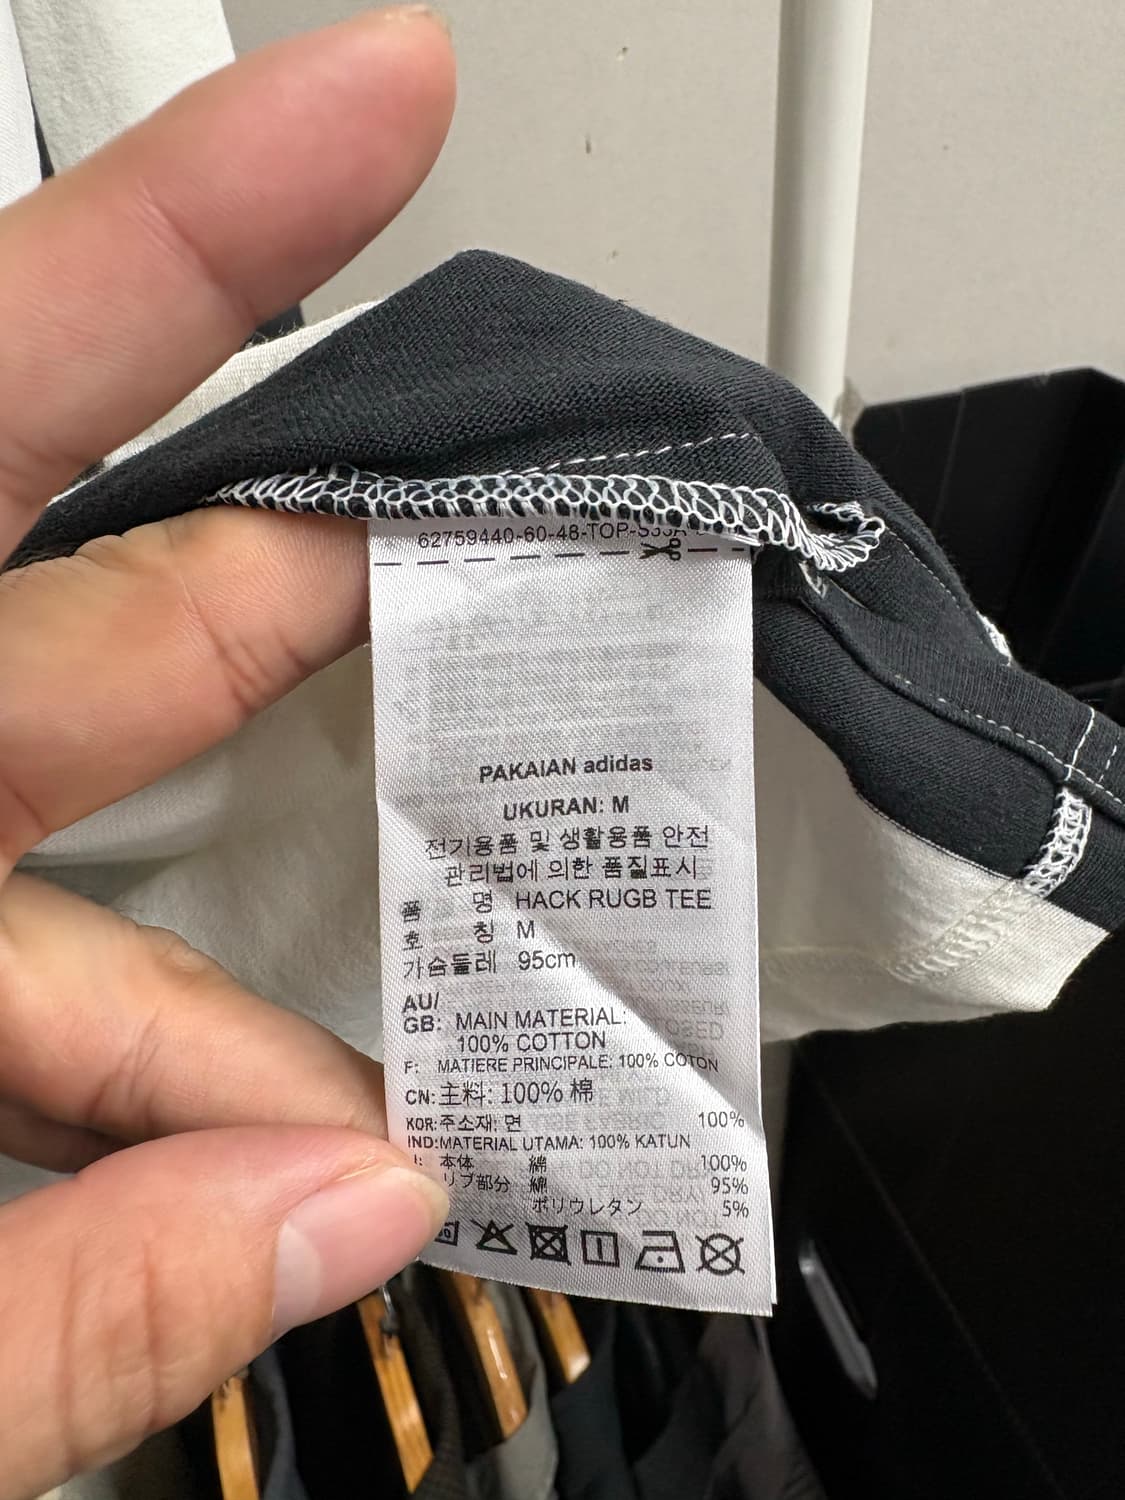 PAKAIAN adidas
UKURAN: M
전기용품 및 생활용품 안전
관리법에 의한 품질표시
품 명 HACK RUGB TEE
호 칭 M
가슴둘레 95cm
AU/
GB: MAIN MATERIAL:
100% COTTON
F: MATIERE PRINCIPALE: 100% COTON
CN: 主料: 100% 棉
KOR: 주소재: 면 100%
IND: MATERIAL UTAMA: 100% KATUN
本体 綿 100%
リブ部分 綿 95%
ポリウレタン 5%